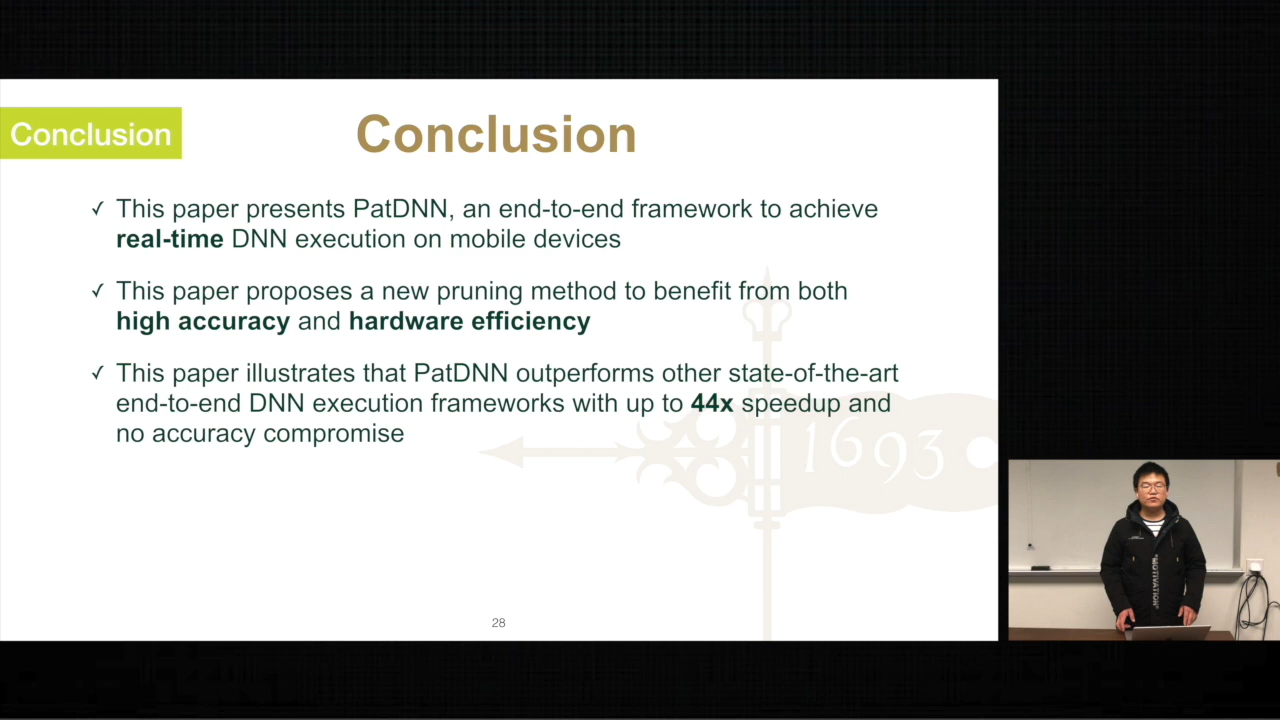 Conclusion
Conclusion
✓ This paper presents PatDNN, an end-to-end framework to achieve
real-time DNN execution on mobile devices
✓ This paper proposes a new pruning method to benefit from both
high accuracy and hardware efficiency
✓ This paper illustrates that PatDNN outperforms other state-of-the-art
end-to-end DNN execution frameworks with up to 44x speedup and
no accuracy compromise
1693
28
"MOTIVATION"